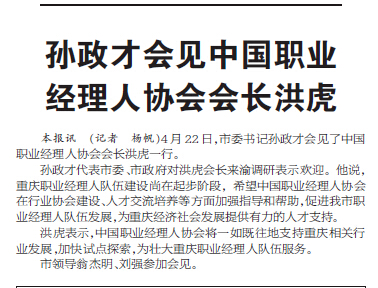 孙政才会见中国职业
经理人协会会长洪虎
本报讯 (记者 杨帆)4月22日,市委书记孙政才会见了中国
职业经理人协会会长洪虎一行。
孙政才代表市委、市政府对洪虎会长来渝调研表示欢迎。他说,
重庆职业经理人队伍建设尚在起步阶段,希望中国职业经理人协会
在行业协会建设、人才交流培养等方面加强指导和帮助,促进我市职
业经理人队伍发展,为重庆经济社会发展提供有力的人才支持。
洪虎表示,中国职业经理人协会将一如既往地支持重庆相关行
业发展,加快试点探索,为壮大重庆职业经理人队伍服务。
市领导翁杰明、刘强参加会见。